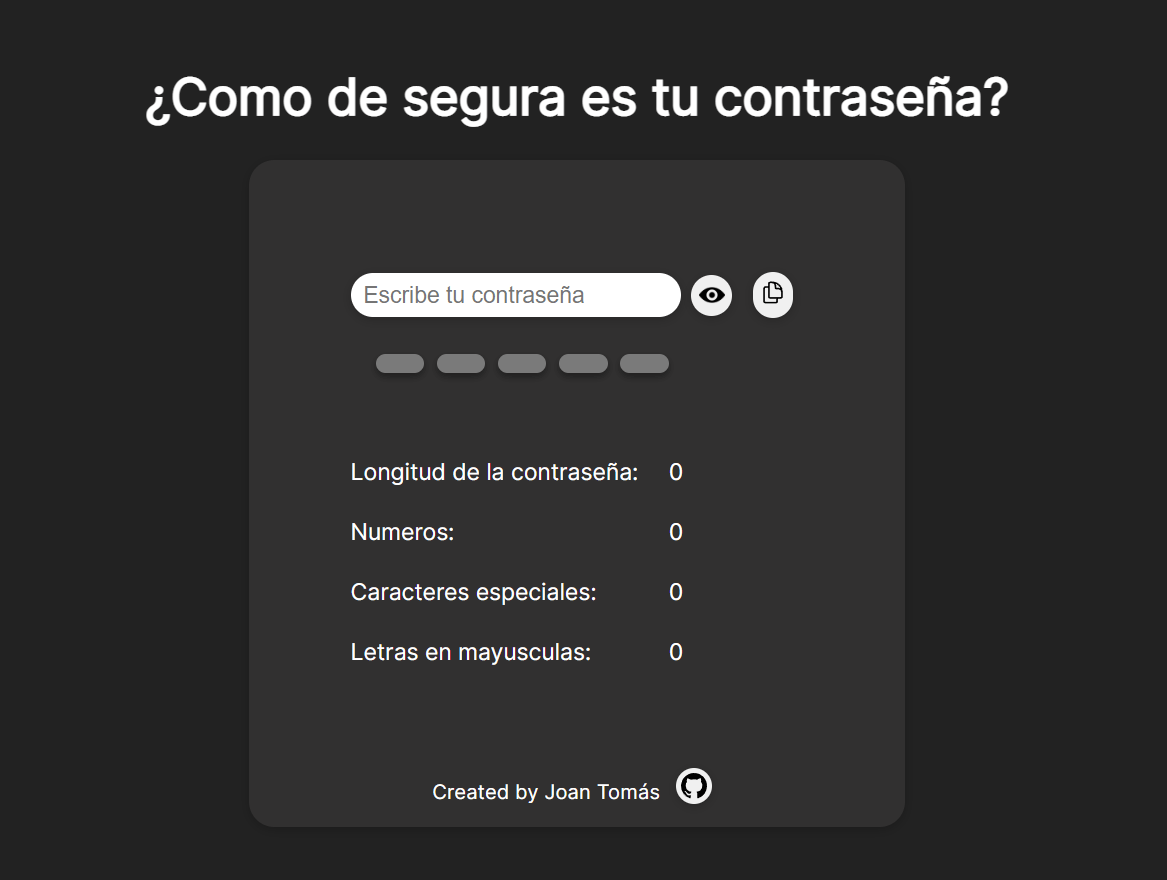 ¿Como de segura es tu contraseña?
Escribe tu contraseña
Longitud de la contraseña: 0
Numeros: 0
Caracteres especiales: 0
Letras en mayusculas: 0
Created by Joan Tomás